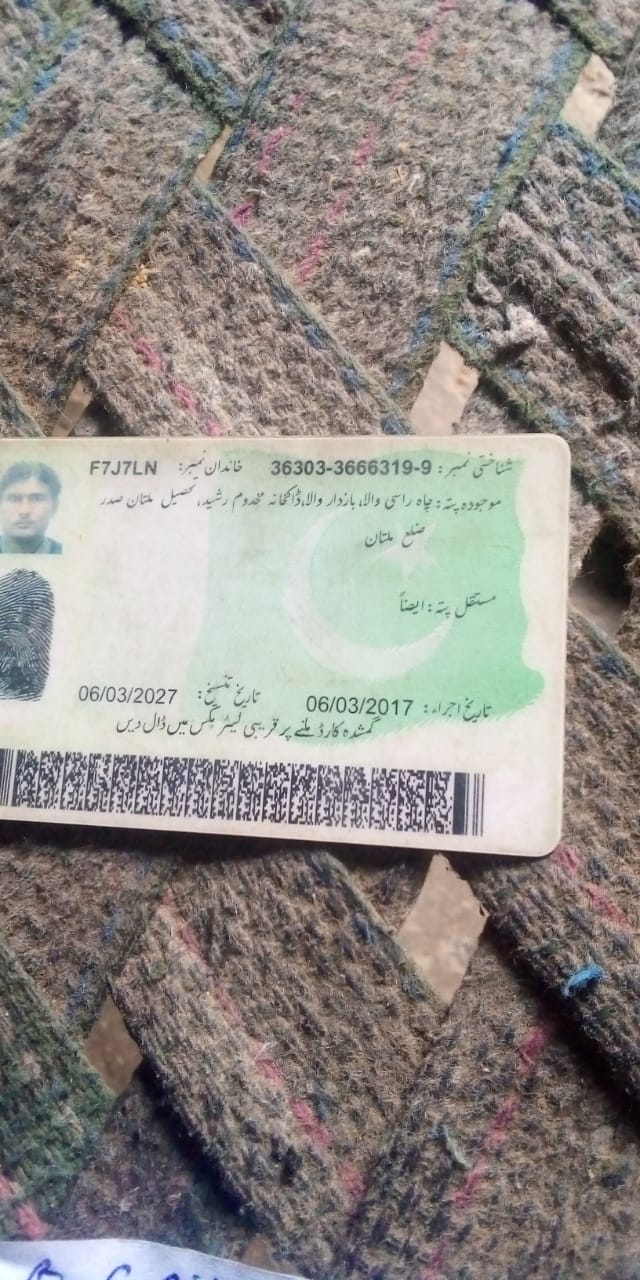 شناختی نمبر: 36303-3666319-9 خاندان نمبر: F7J7LN
موجودہ پتہ: چاہ راسی والا، بازدار والا، ڈاکخانہ مخدوم رشید، تحصیل ملتان صدر
ضلع ملتان
مستقل پتہ: ایضاً
تاریخ اجراء: 06/03/2017 تاریخ تنسیخ: 06/03/2027
گمشدہ کارڈ ملنے پر قریبی لیٹر بکس میں ڈال دیں